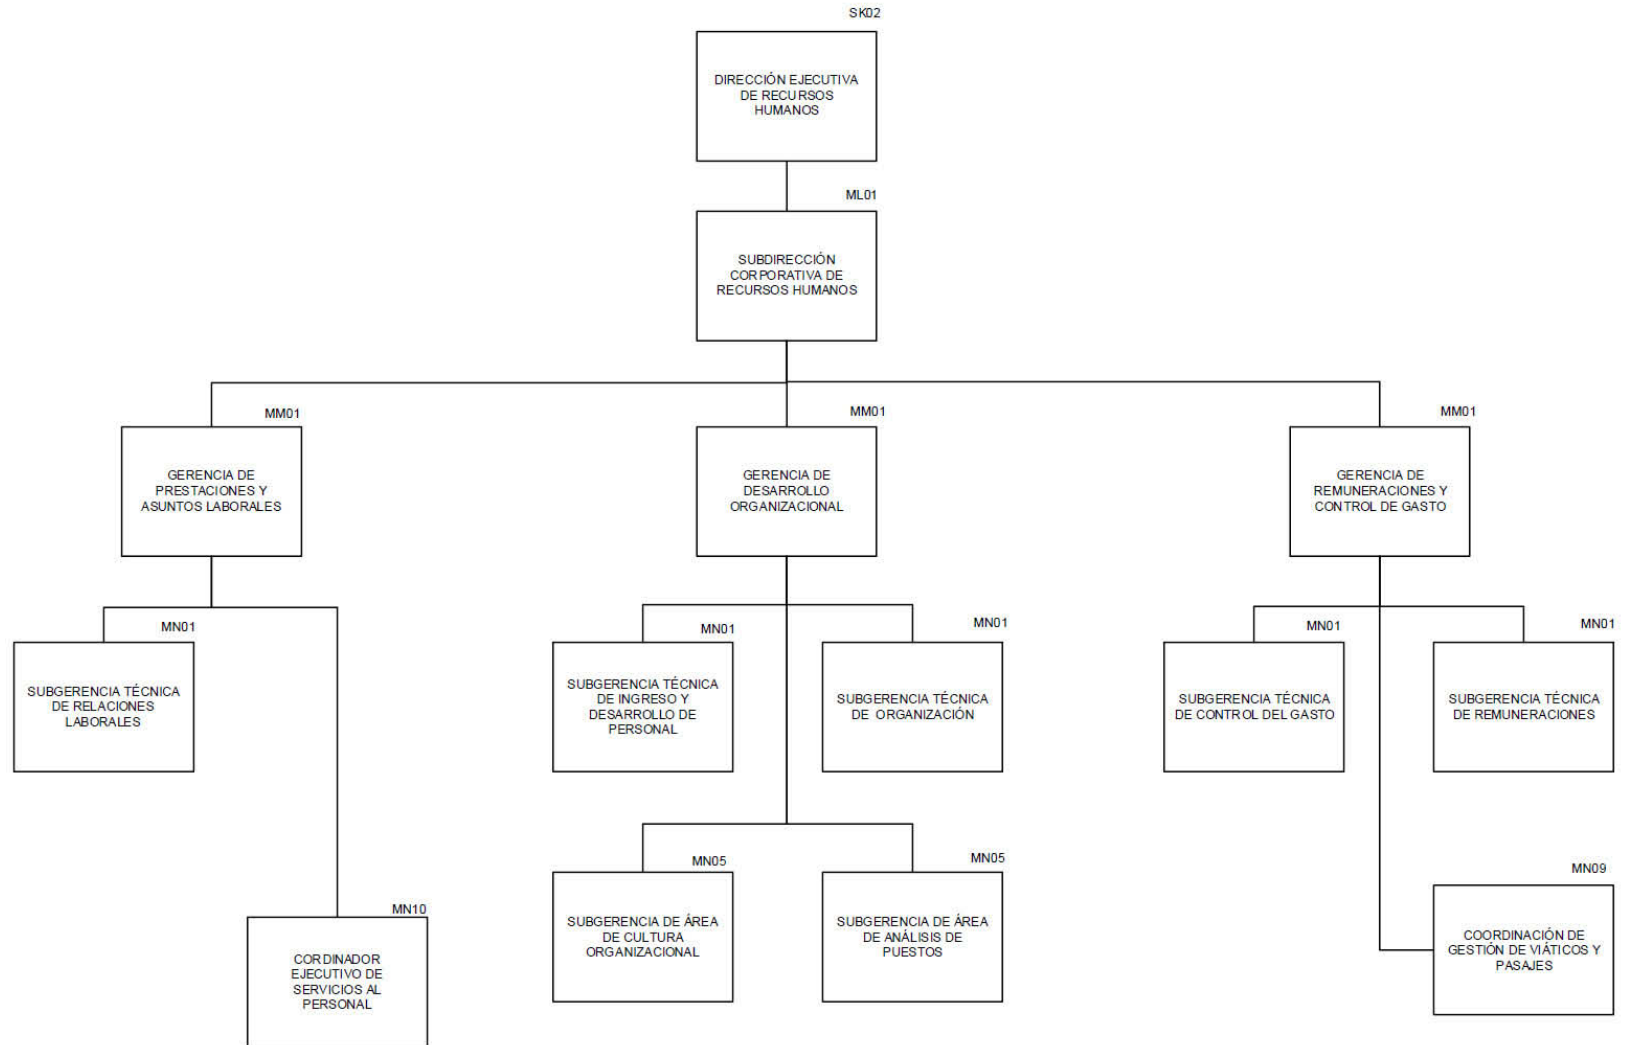 SK02
DIRECCIÓN EJECUTIVA
DE RECURSOS
HUMANOS
ML01
SUBDIRECCIÓN
CORPORATIVA DE
RECURSOS HUMANOS
MM01
GERENCIA DE
PRESTACIONES Y
ASUNTOS LABORALES
MM01
GERENCIA DE
DESARROLLO
ORGANIZACIONAL
MM01
GERENCIA DE
REMUNERACIONES Y
CONTROL DE GASTO
MN01
SUBGERENCIA TÉCNICA
DE RELACIONES
LABORALES
MN01
SUBGERENCIA TÉCNICA
DE INGRESO Y
DESARROLLO DE
PERSONAL
MN01
SUBGERENCIA TÉCNICA
DE ORGANIZACIÓN
MN01
SUBGERENCIA TÉCNICA
DE CONTROL DEL GASTO
MN01
SUBGERENCIA TÉCNICA
DE REMUNERACIONES
MN10
CORDINADOR
EJECUTIVO DE
SERVICIOS AL
PERSONAL
MN05
SUBGERENCIA DE ÁREA
DE CULTURA
ORGANIZACIONAL
MN05
SUBGERENCIA DE ÁREA
DE ANÁLISIS DE
PUESTOS
MN09
COORDINACIÓN DE
GESTIÓN DE VIÁTICOS Y
PASAJES